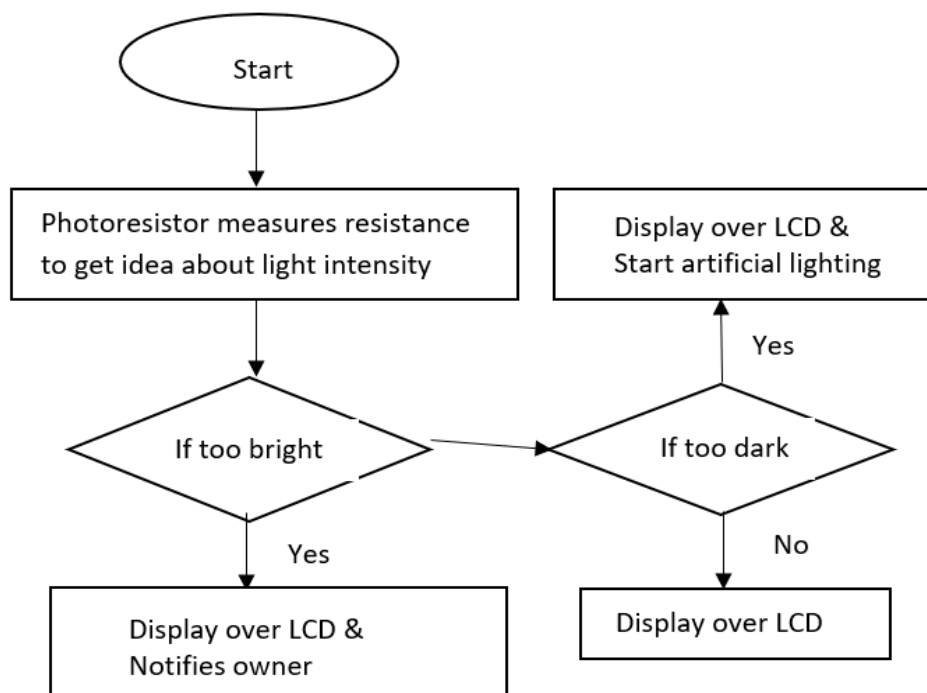 Start
Photoresistor measures resistance
to get idea about light intensity
Display over LCD &
Start artificial lighting
Yes
If too bright
If too dark
Yes
No
Display over LCD &
Notifies owner
Display over LCD